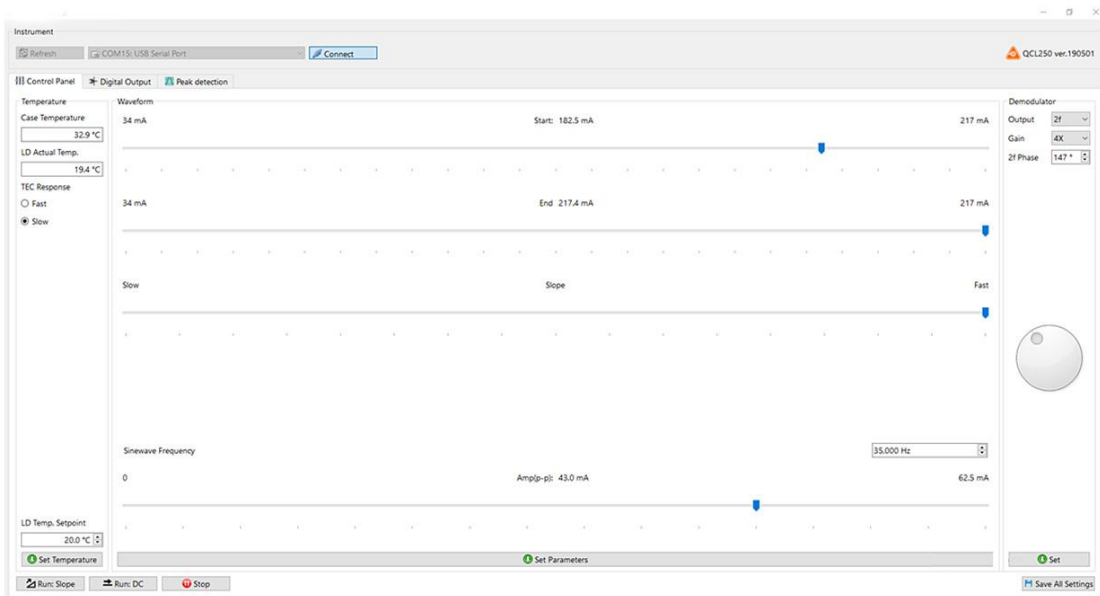 Instrument
Refresh COM15: USB Serial Port Connect QCL250 ver.190501
Control Panel Digital Output Peak detection
Temperature Waveform Demodulator
Case Temperature 34 mA Start: 182.5 mA 217 mA Output 2f
32.9 °C Gain 4X
LD Actual Temp. 2f Phase 147 °
19.4 °C
TEC Response
Fast 34 mA End 217.4 mA 217 mA
Slow
Slow Slope Fast
Sinewave Frequency 35,000 Hz
0 Amp(p-p): 43.0 mA 62.5 mA
LD Temp. Setpoint
20.0 °C
Set Temperature Set Parameters Set
Run: Slope Run: DC Stop Save All Settings